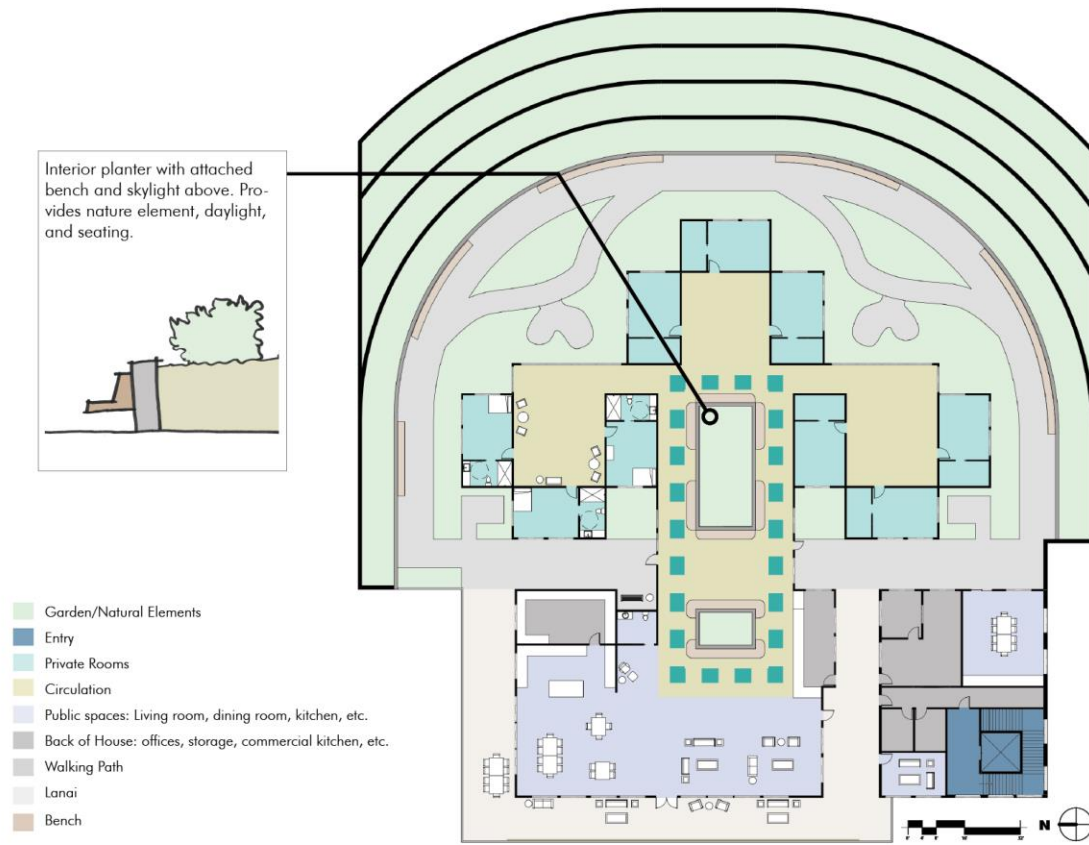 Interior planter with attached
bench and skylight above. Pro-
vides nature element, daylight,
and seating.
Garden/Natural Elements
Entry
Private Rooms
Circulation
Public spaces: Living room, dining room, kitchen, etc.
Back of House: offices, storage, commercial kitchen, etc.
Walking Path
Lanai
Bench
N